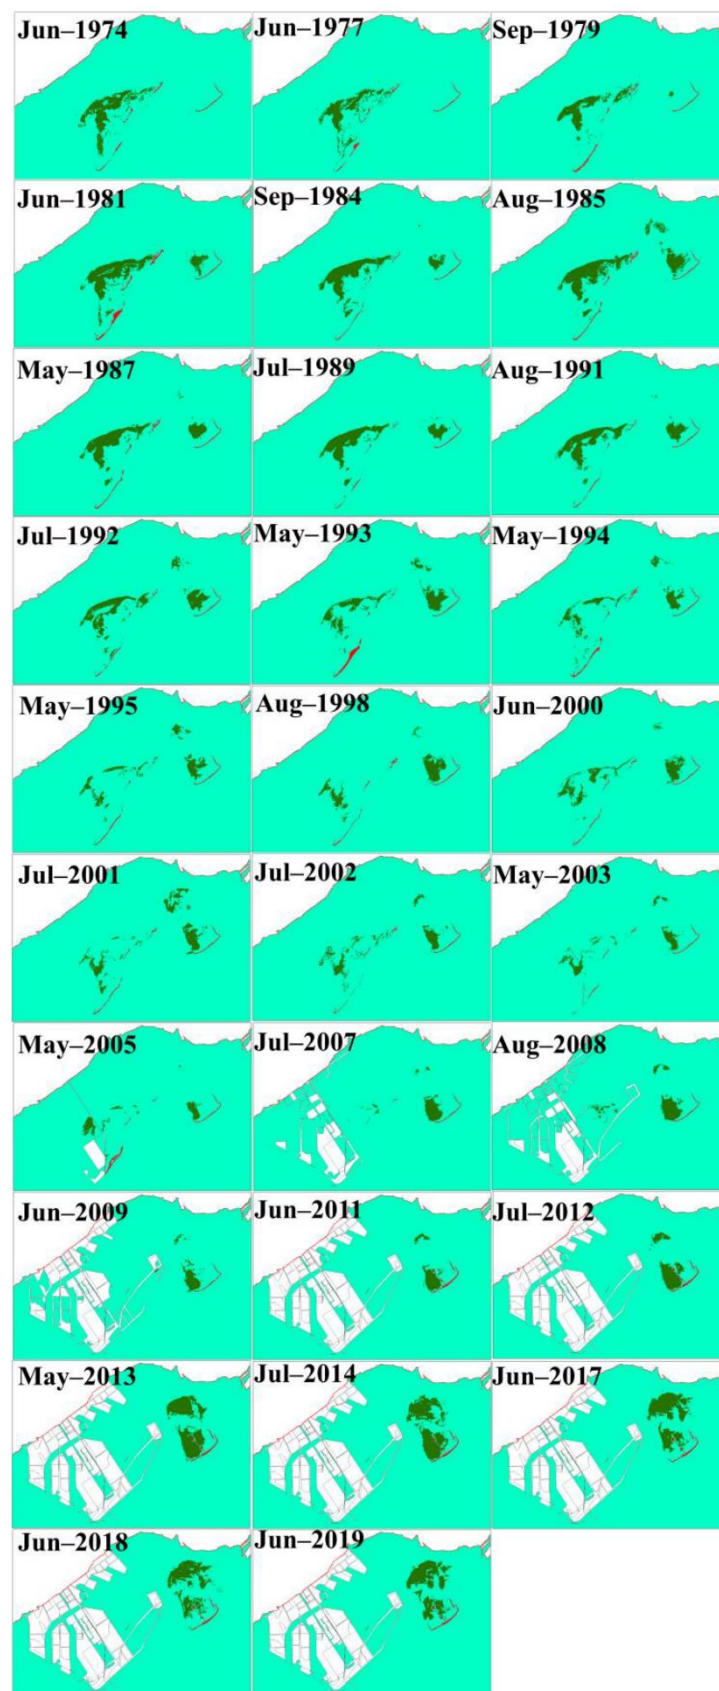 Jun–1974 Jun–1977 Sep–1979
Jun–1981 Sep–1984 Aug–1985
May–1987 Jul–1989 Aug–1991
Jul–1992 May–1993 May–1994
May–1995 Aug–1998 Jun–2000
Jul–2001 Jul–2002 May–2003
May–2005 Jul–2007 Aug–2008
Jun–2009 Jun–2011 Jul–2012
May–2013 Jul–2014 Jun–2017
Jun–2018 Jun–2019